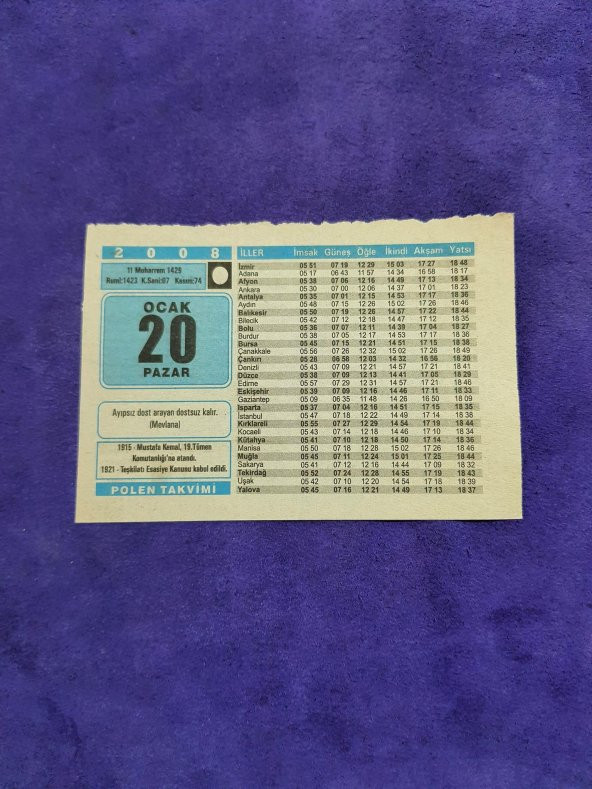 2 0 0 8
11 Muharrem 1429
Rumi:1423 K.Sani:07 Kasım:74
OCAK
20
PAZAR
Ayıpsız dost arayan dostsuz kalır.
(Mevlana)
1915 - Mustafa Kemal, 19.Tümen
Komutanlığı'na atandı.
1921 - Teşkilatı Esasiye Kanunu kabul edildi.
POLEN TAKVİMİ
İLLER İmsak Güneş Öğle İkindi Akşam Yatsı
İzmir 05 51 07 19 12 29 15 03 17 27 18 48
Adana 05 17 06 43 11 57 14 34 16 58 18 17
Afyon 05 38 07 06 12 16 14 49 17 13 18 34
Ankara 05 30 07 00 12 06 14 37 17 01 18 23
Antalya 05 35 07 01 12 15 14 53 17 17 18 36
Aydın 05 48 07 15 12 26 15 02 17 26 18 46
Balıkesir 05 50 07 19 12 26 14 57 17 22 18 44
Bilecik 05 42 07 12 12 18 14 47 17 12 18 35
Bolu 05 36 07 07 12 11 14 39 17 04 18 27
Burdur 05 38 07 05 12 17 14 53 17 17 18 36
Bursa 05 45 07 15 12 21 14 51 17 15 18 38
Çanakkale 05 56 07 26 12 32 15 02 17 26 18 49
Çankırı 05 28 06 58 12 03 14 32 16 56 18 20
Denizli 05 43 07 09 12 21 14 57 17 21 18 41
Düzce 05 38 07 09 12 13 14 41 17 05 18 29
Edirne 05 57 07 29 12 31 14 57 17 21 18 46
Eskişehir 05 39 07 09 12 16 14 46 17 11 18 33
Gaziantep 05 09 06 35 11 48 14 26 16 50 18 09
Isparta 05 37 07 04 12 16 14 51 17 15 18 35
İstanbul 05 47 07 18 12 22 14 49 17 14 18 38
Kırklareli 05 55 07 27 12 29 14 54 17 19 18 44
Kocaeli 05 43 07 14 12 18 14 46 17 10 18 34
Kütahya 05 41 07 10 12 18 14 50 17 14 18 36
Manisa 05 50 07 18 12 28 15 02 17 26 18 46
Muğla 05 45 07 11 12 24 15 01 17 25 18 44
Sakarya 05 41 07 12 12 16 14 44 17 09 18 32
Tekirdağ 05 52 07 24 12 28 14 55 17 19 18 43
Uşak 05 42 07 10 12 20 14 54 17 18 18 39
Yalova 05 45 07 16 12 21 14 49 17 13 18 37